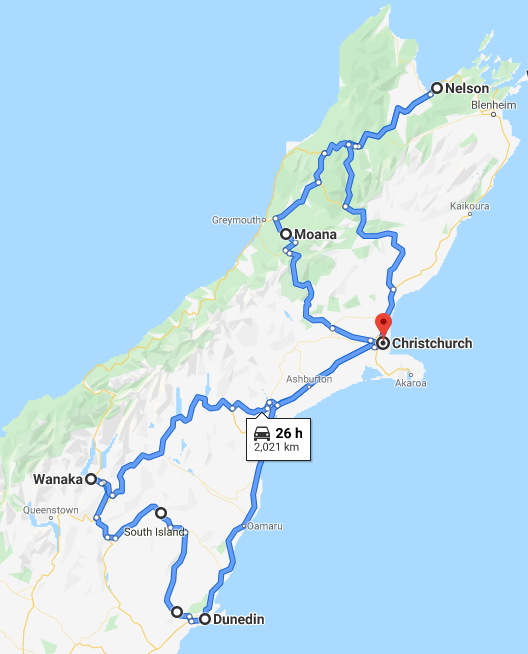 Nelson
Blenheim
Kaikoura
Greymouth
Moana
Christchurch
Ashburton
Akaroa
26 h
2,021 km
Wanaka
Queenstown
South Island
Oamaru
Dunedin